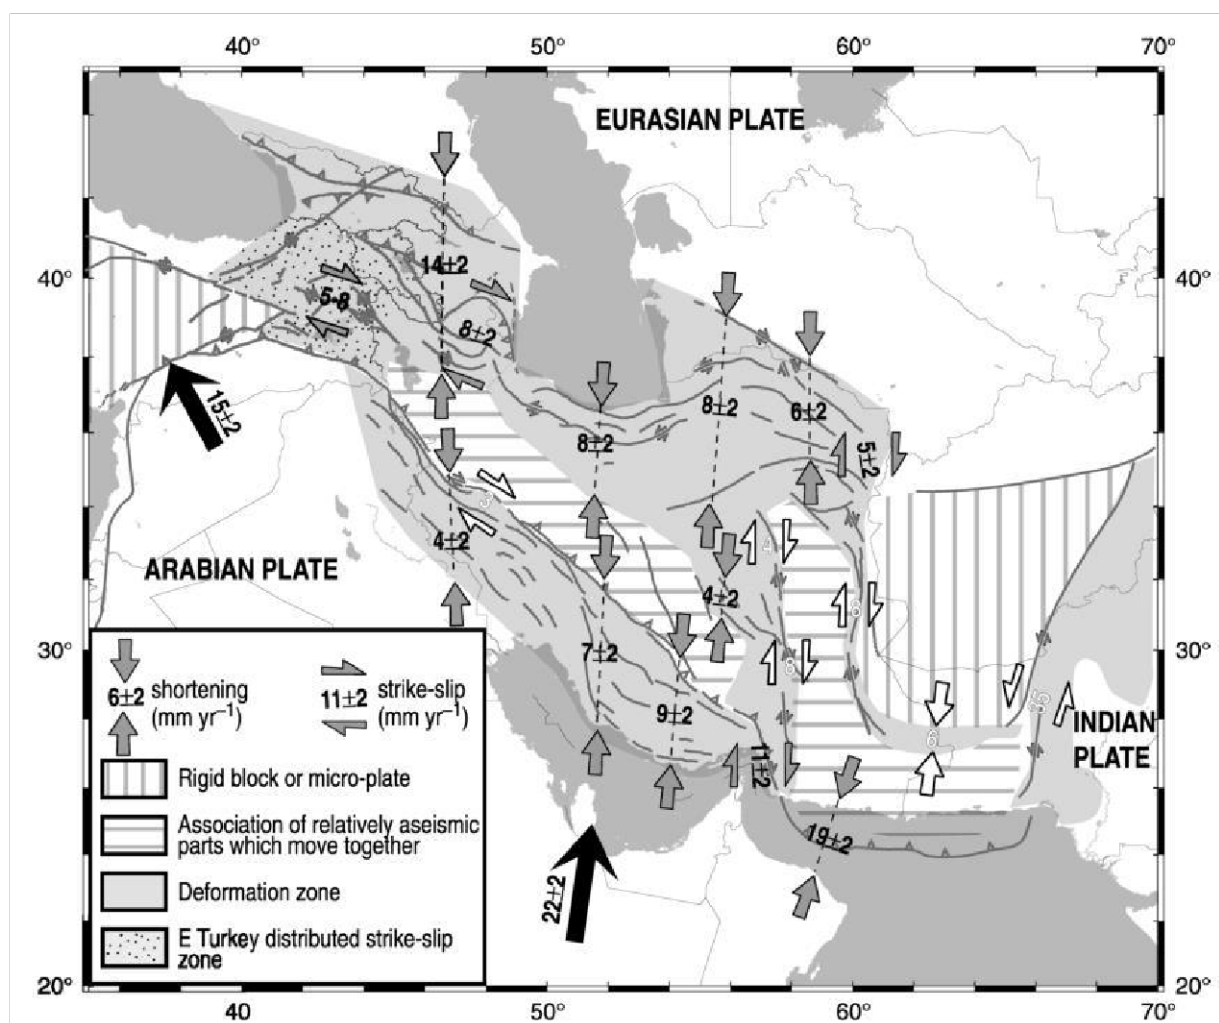 40° 50° 60° 70°
EURASIAN PLATE
40° 40°
14±2
5-8
8±2
15±2
8±2
8±2
6±2
5±2
3
4±2
ARABIAN PLATE
4±2
7±2
9±2
11±2
19±2
22±2
30° 30°
INDIAN
PLATE
6±2 shortening
(mm yr⁻¹)
11±2 strike-slip
(mm yr⁻¹)
Rigid block or micro-plate
Association of relatively aseismic
parts which move together
Deformation zone
E Turkey distributed strike-slip
zone
20° 20°
40 50° 60° 70°